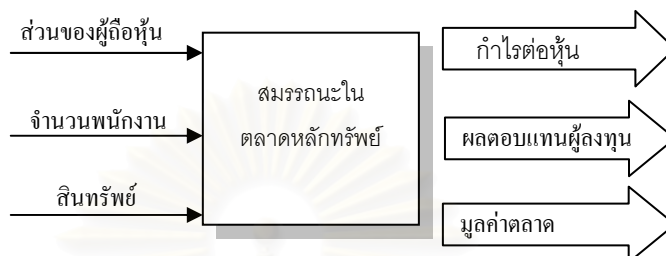 ส่วนของผู้ถือหุ้น
จำนวนพนักงาน
สินทรัพย์
สมรรถนะใน
ตลาดหลักทรัพย์
กำไรต่อหุ้น
ผลตอบแทนผู้ลงทุน
มูลค่าตลาด